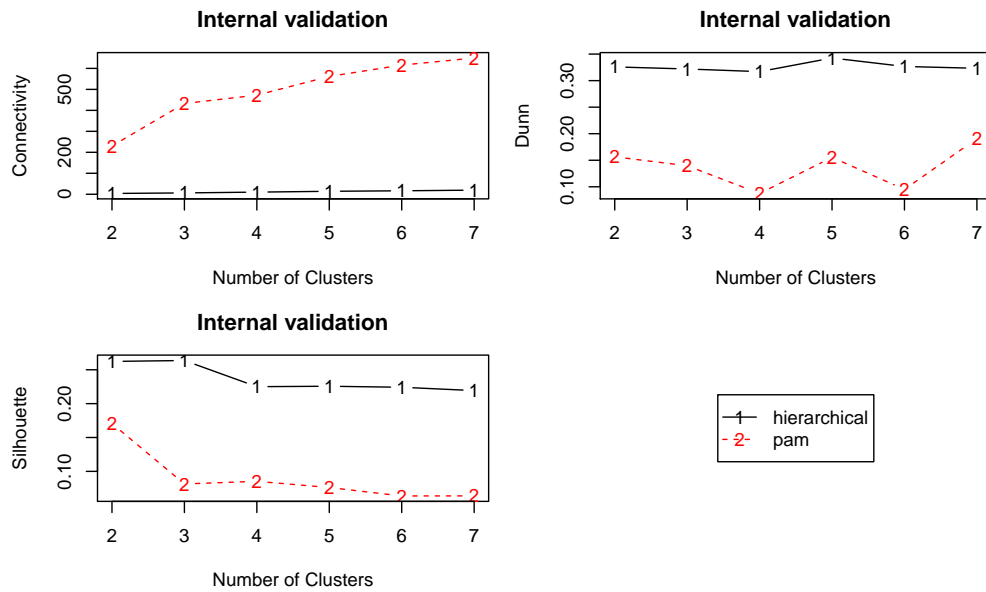 Internal validation
Connectivity
500
200
0
2 2 2 2 2 2
1 1 1 1 1 1
2 3 4 5 6 7
Number of Clusters
Internal validation
Dunn
0.30
0.20
0.10
1 1 1 1 1 1
2 2 2 2 2 2
2 3 4 5 6 7
Number of Clusters
Internal validation
Silhouette
0.20
0.10
1 1 1 1 1 1
2 2 2 2 2 2
2 3 4 5 6 7
Number of Clusters
1 hierarchical
2 pam